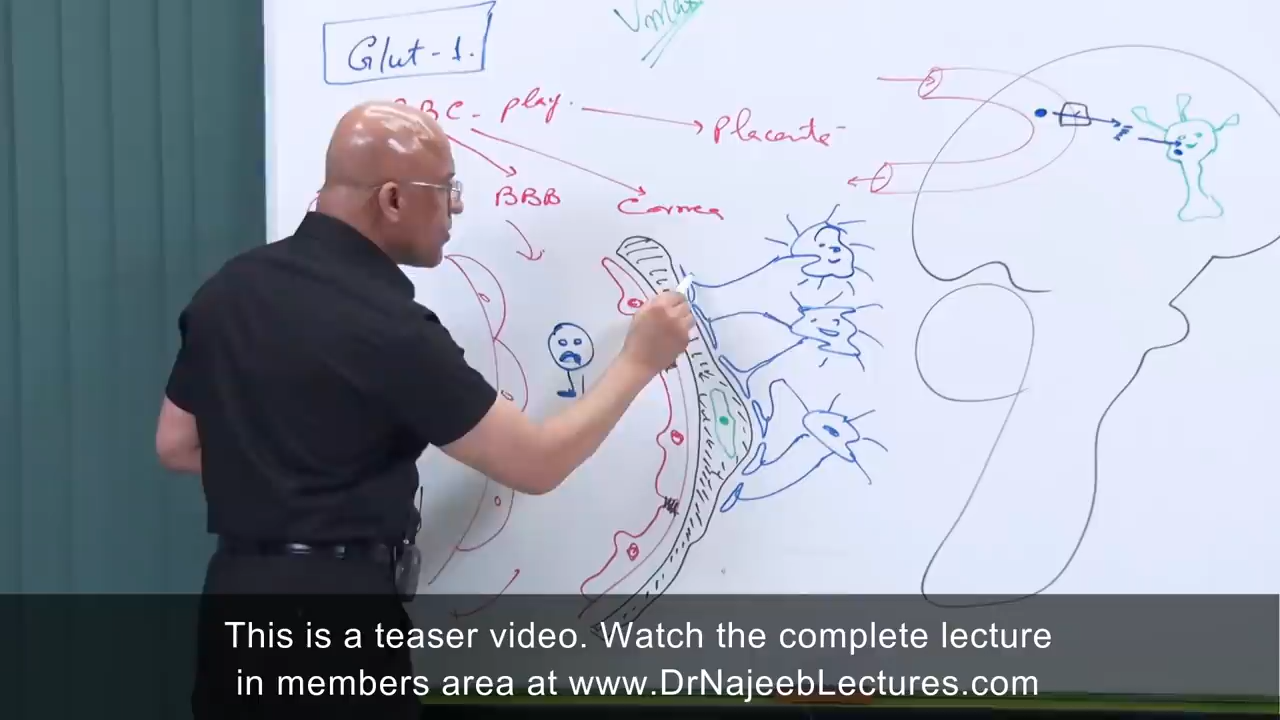 Vmax
Glut-1.
play.
Placenta
BBB
Cornea
This is a teaser video. Watch the complete lecture
in members area at www.DrNajeebLectures.com